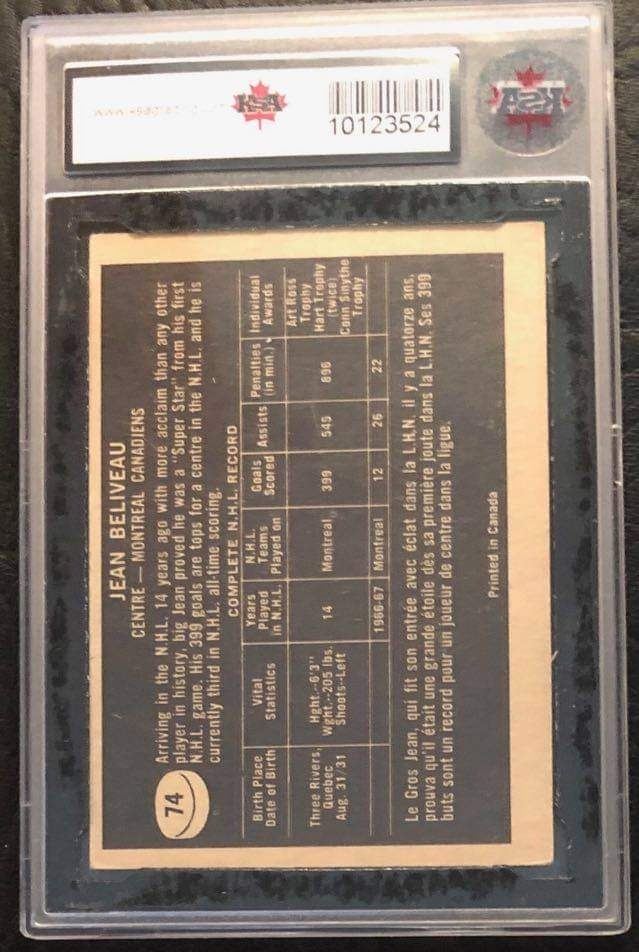 KSA
10123524
KSA
JEAN BELIVEAU
CENTRE — MONTREAL CANADIENS
74
Arriving in the N.H.L. 14 years ago with more acclaim than any other
player in history, big Jean proved he was a "Super Star" from his first
N.H.L. game. His 399 goals are tops for a centre in the N.H.L. and he is
currently third in N.H.L. all-time scoring.
COMPLETE N.H.L. RECORD
Birth Place Date of Birth | Vital Statistics | Years Played in N.H.L. | N.H.L. Teams Played on | Goals Scored | Assists | Penalties (in min.) | Individual Awards
Three Rivers, Quebec Aug. 31/31 | Hght.--6'3" Wght.--205 lbs. Shoots--Left | 14 | Montreal | 399 | 545 | 896 | Art Ross Trophy Hart Trophy (twice) Conn Smythe Trophy
1966-67 | Montreal | 12 | 26 | 22
Le Gros Jean, qui fit son entrée avec éclat dans la L.H.N. il y a quatorze ans,
prouva qu'il était une grande étoile dès sa première joute dans la L.H.N. Ses 399
buts sont un record pour un joueur de centre dans la ligue.
Printed in Canada